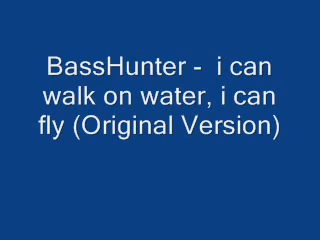 BassHunter -  i can
walk on water, i can
fly (Original Version)